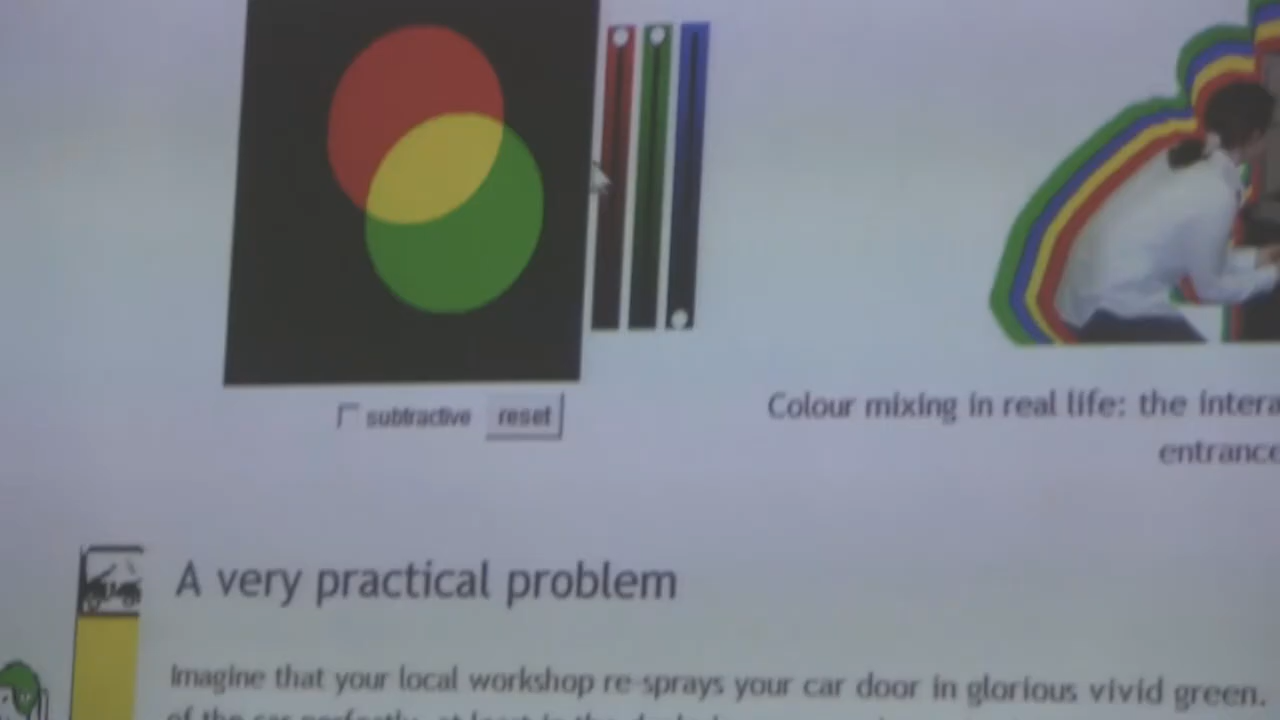 subtractive reset
Colour mixing in real life: the intera
entrance
A very practical problem
Imagine that your local workshop re-sprays your car door in glorious vivid green.